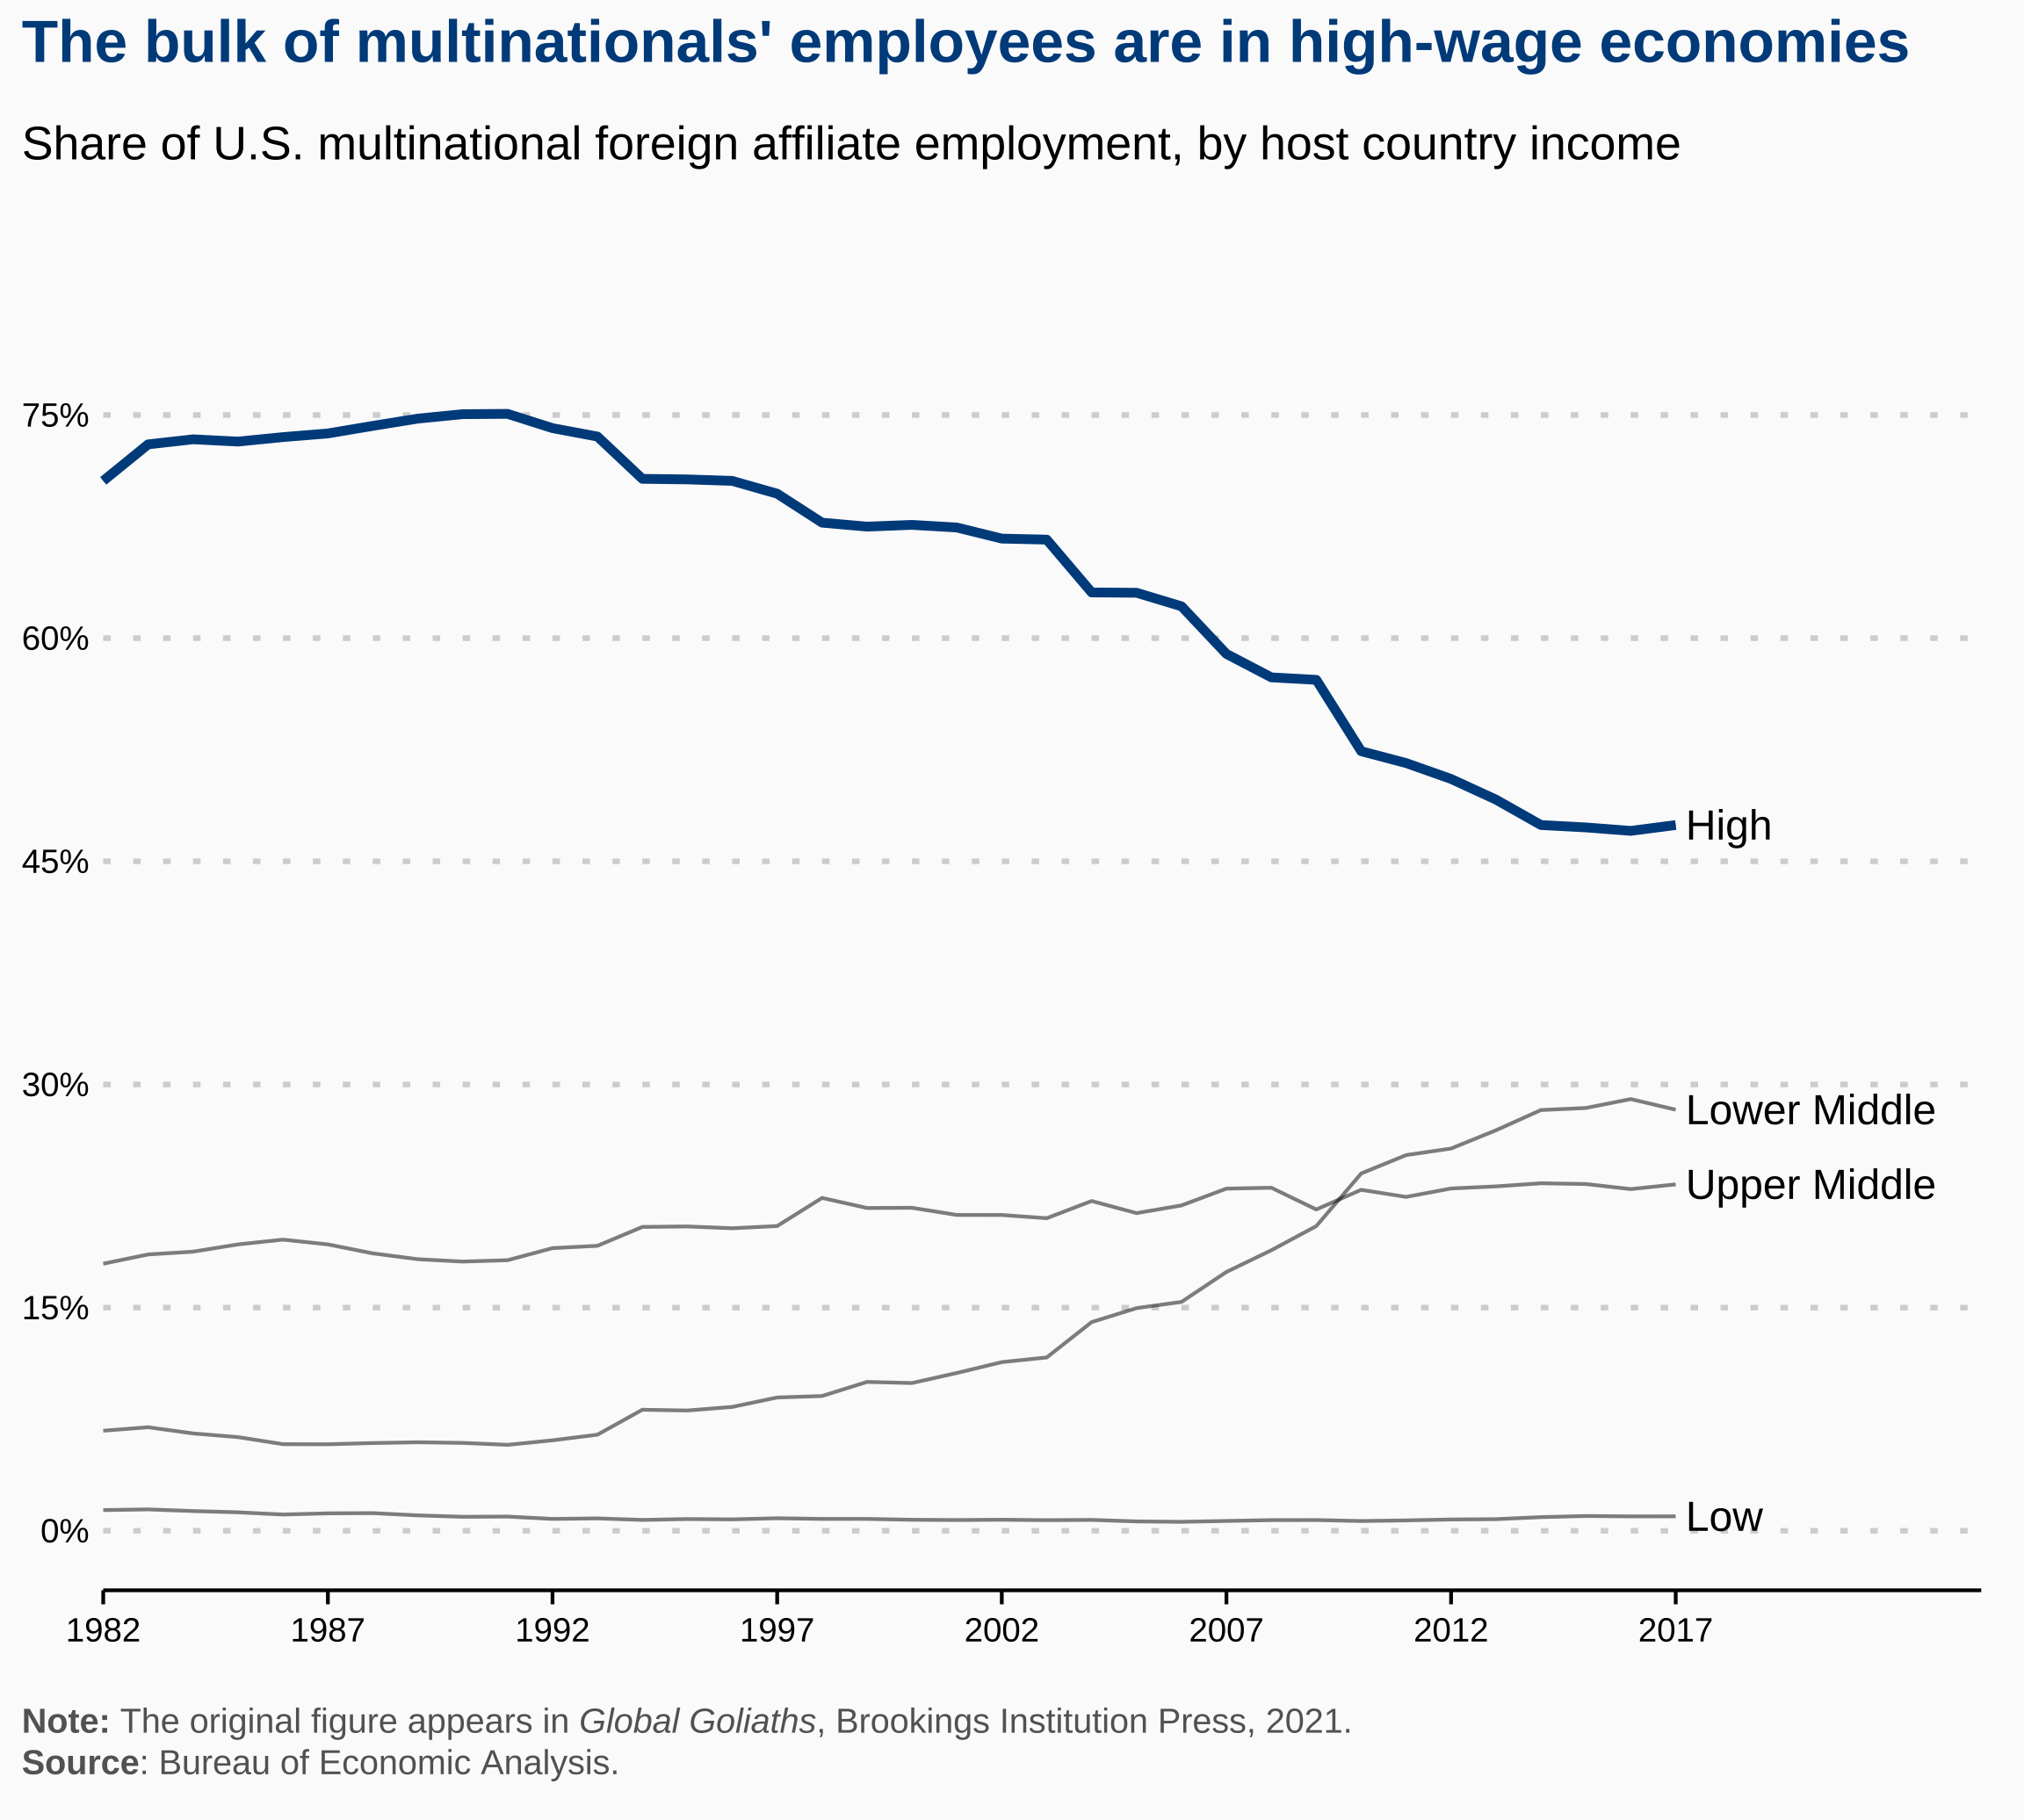 The bulk of multinationals' employees are in high-wage economies
Share of U.S. multinational foreign affiliate employment, by host country income
75%
60%
45%
30%
15%
0%
High
Lower Middle
Upper Middle
Low
1982 1987 1992 1997 2002 2007 2012 2017
Note: The original figure appears in Global Goliaths, Brookings Institution Press, 2021.
Source: Bureau of Economic Analysis.